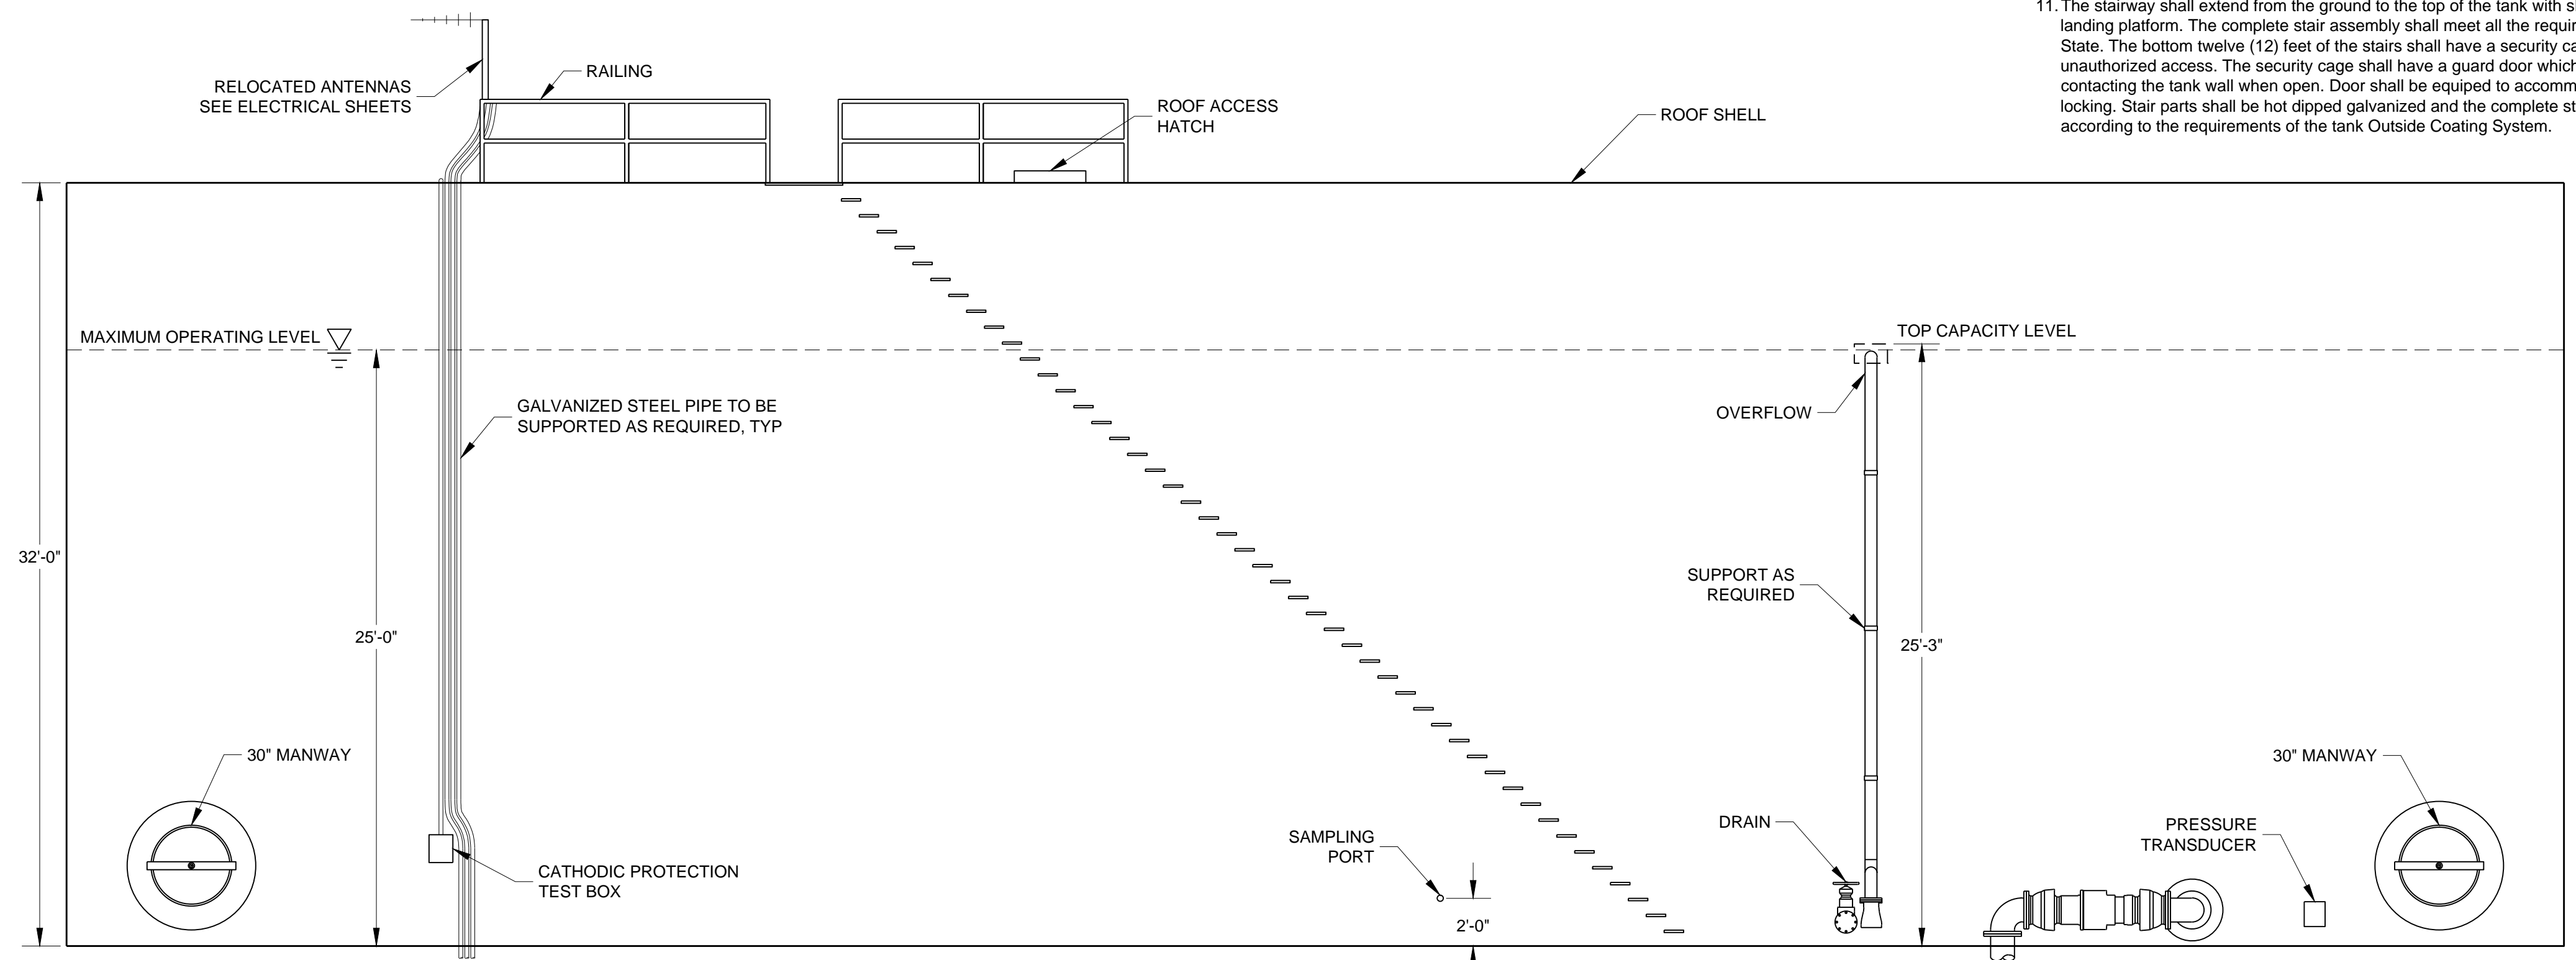 11. The stairway shall extend from the ground to the top of the tank with
landing platform. The complete stair assembly shall meet all the
State. The bottom twelve (12) feet of the stairs shall have a security
unauthorized access. The security cage shall have a guard door which
contacting the tank wall when open. Door shall be equiped to
locking. Stair parts shall be hot dipped galvanized and the complete
according to the requirements of the tank Outside Coating System.
RELOCATED ANTENNAS
SEE ELECTRICAL SHEETS
RAILING
ROOF ACCESS
HATCH
ROOF SHELL
MAXIMUM OPERATING LEVEL
TOP CAPACITY LEVEL
GALVANIZED STEEL PIPE TO BE
SUPPORTED AS REQUIRED, TYP
OVERFLOW
32'-0"
25'-0"
SUPPORT AS
REQUIRED
25'-3"
30" MANWAY
30" MANWAY
CATHODIC PROTECTION
TEST BOX
SAMPLING
PORT
2'-0"
DRAIN
PRESSURE
TRANSDUCER